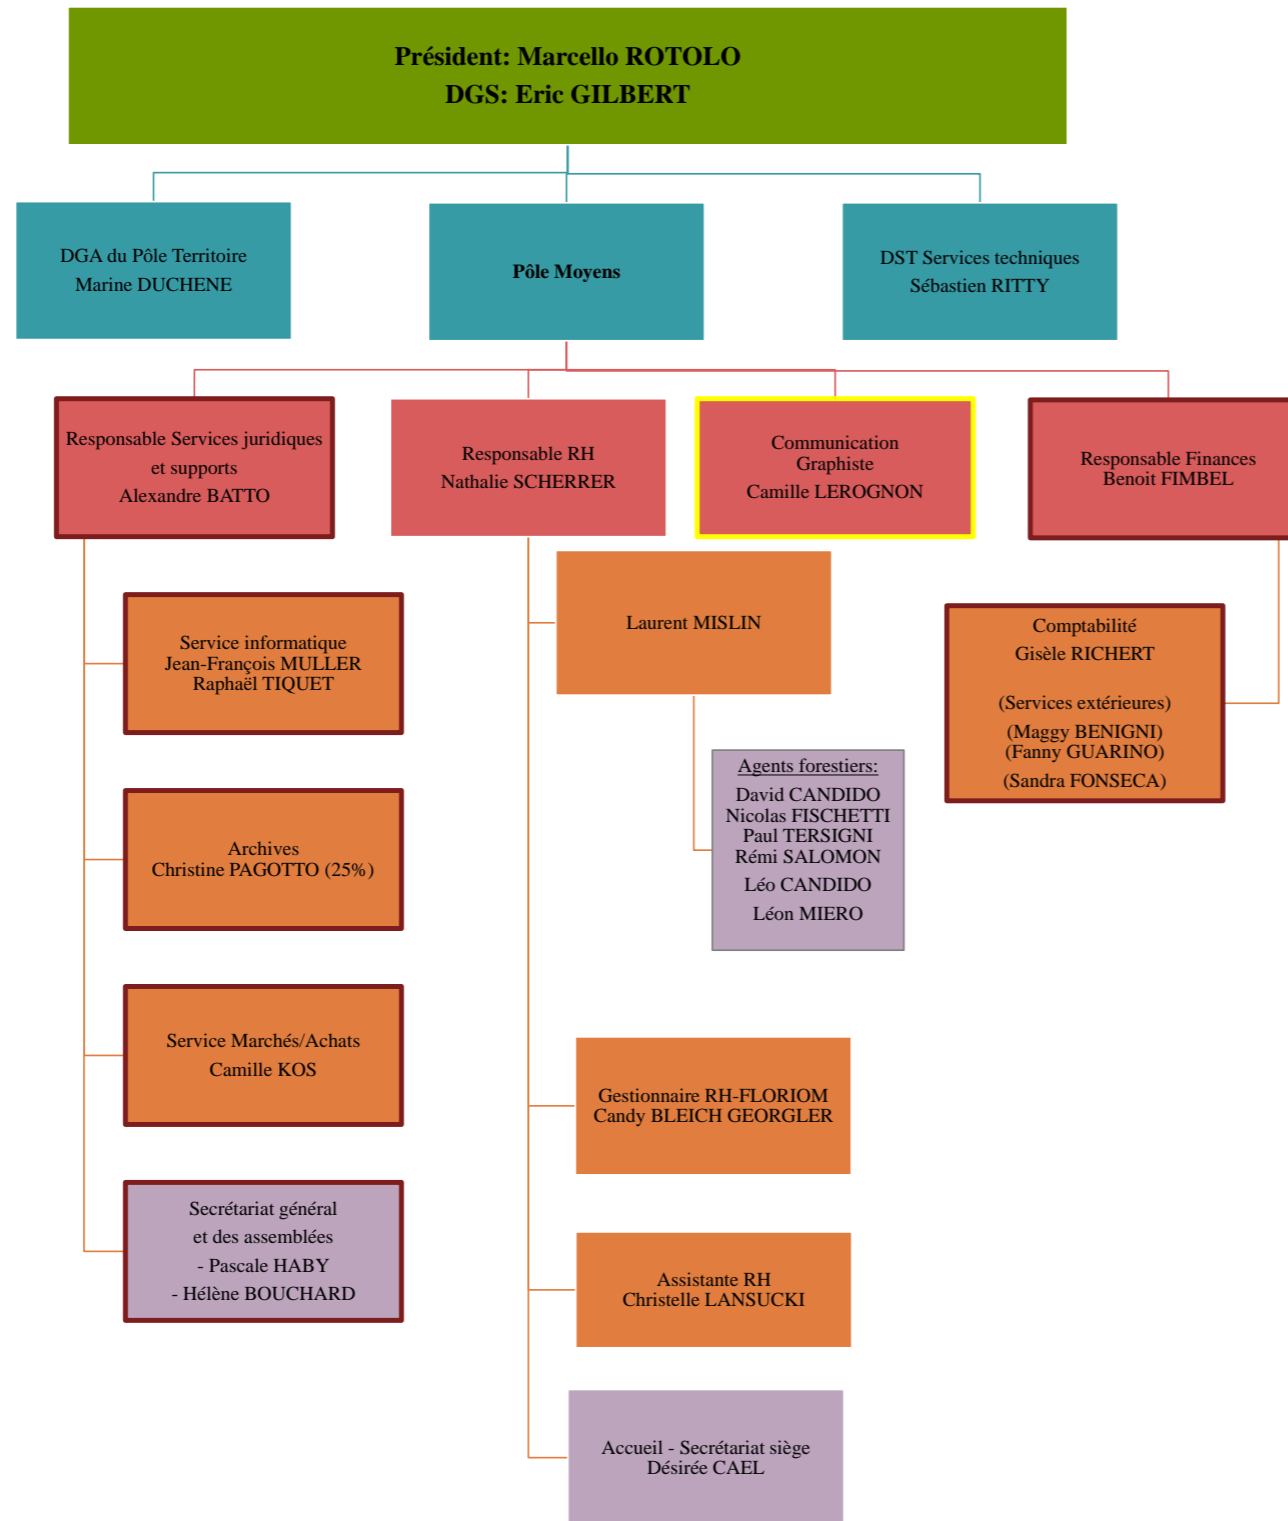 Président: Marcello ROTOLO
DGS: Eric GILBERT
DGA du Pôle Territoire
Marine DUCHENE
Pôle Moyens
DST Services techniques
Sébastien RITTY
Responsable Services juridiques
et supports
Alexandre BATTO
Responsable RH
Nathalie SCHERRER
Communication
Graphiste
Camille LEROGNON
Responsable Finances
Benoit FIMBEL
Service informatique
Jean-François MULLER
Raphaël TIQUET
Archives
Christine PAGOTTO (25%)
Service Marchés/Achats
Camille KOS
Secrétariat général
et des assemblées
- Pascale HABY
- Hélène BOUCHARD
Laurent MISLIN
Agents forestiers:
David CANDIDO
Nicolas FISCHETTI
Paul TERSIGNI
Rémi SALOMON
Léo CANDIDO
Léon MIERO
Gestionnaire RH-FLORIOM
Candy BLEICH GEORGLER
Assistante RH
Christelle LANSUCKI
Accueil - Secrétariat siège
Désirée CAEL
Comptabilité
Gisèle RICHERT
(Services extérieures)
(Maggy BENIGNI)
(Fanny GUARINO)
(Sandra FONSECA)